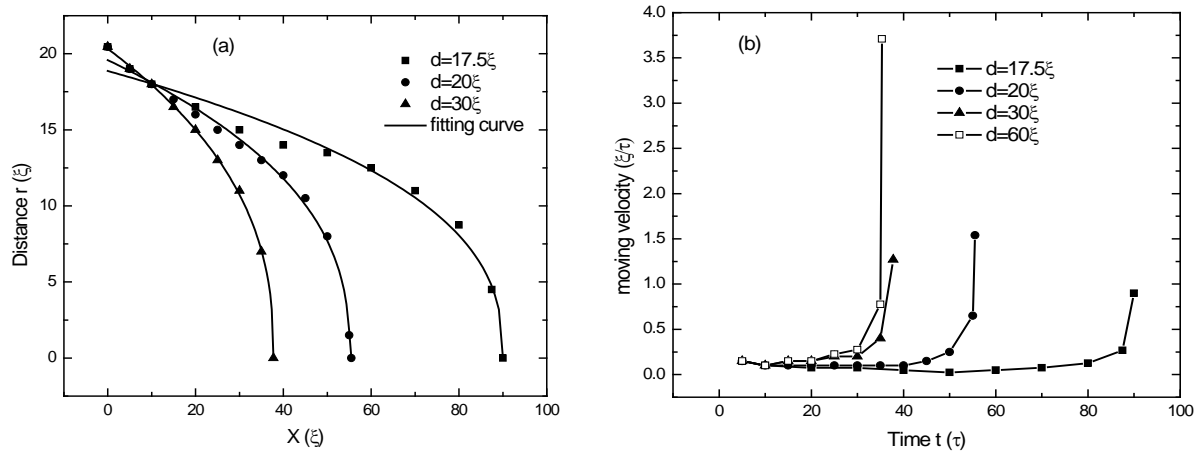 (a)
d=17.5ξ
d=20ξ
d=30ξ
fitting curve
20
15
10
5
0
Distance r (ξ)
0 20 40 60 80 100
X (ξ)
(b)
d=17.5ξ
d=20ξ
d=30ξ
d=60ξ
4.0
3.5
3.0
2.5
2.0
1.5
1.0
0.5
0.0
moving velocity (ξ/τ)
0 20 40 60 80 100
Time t (τ)